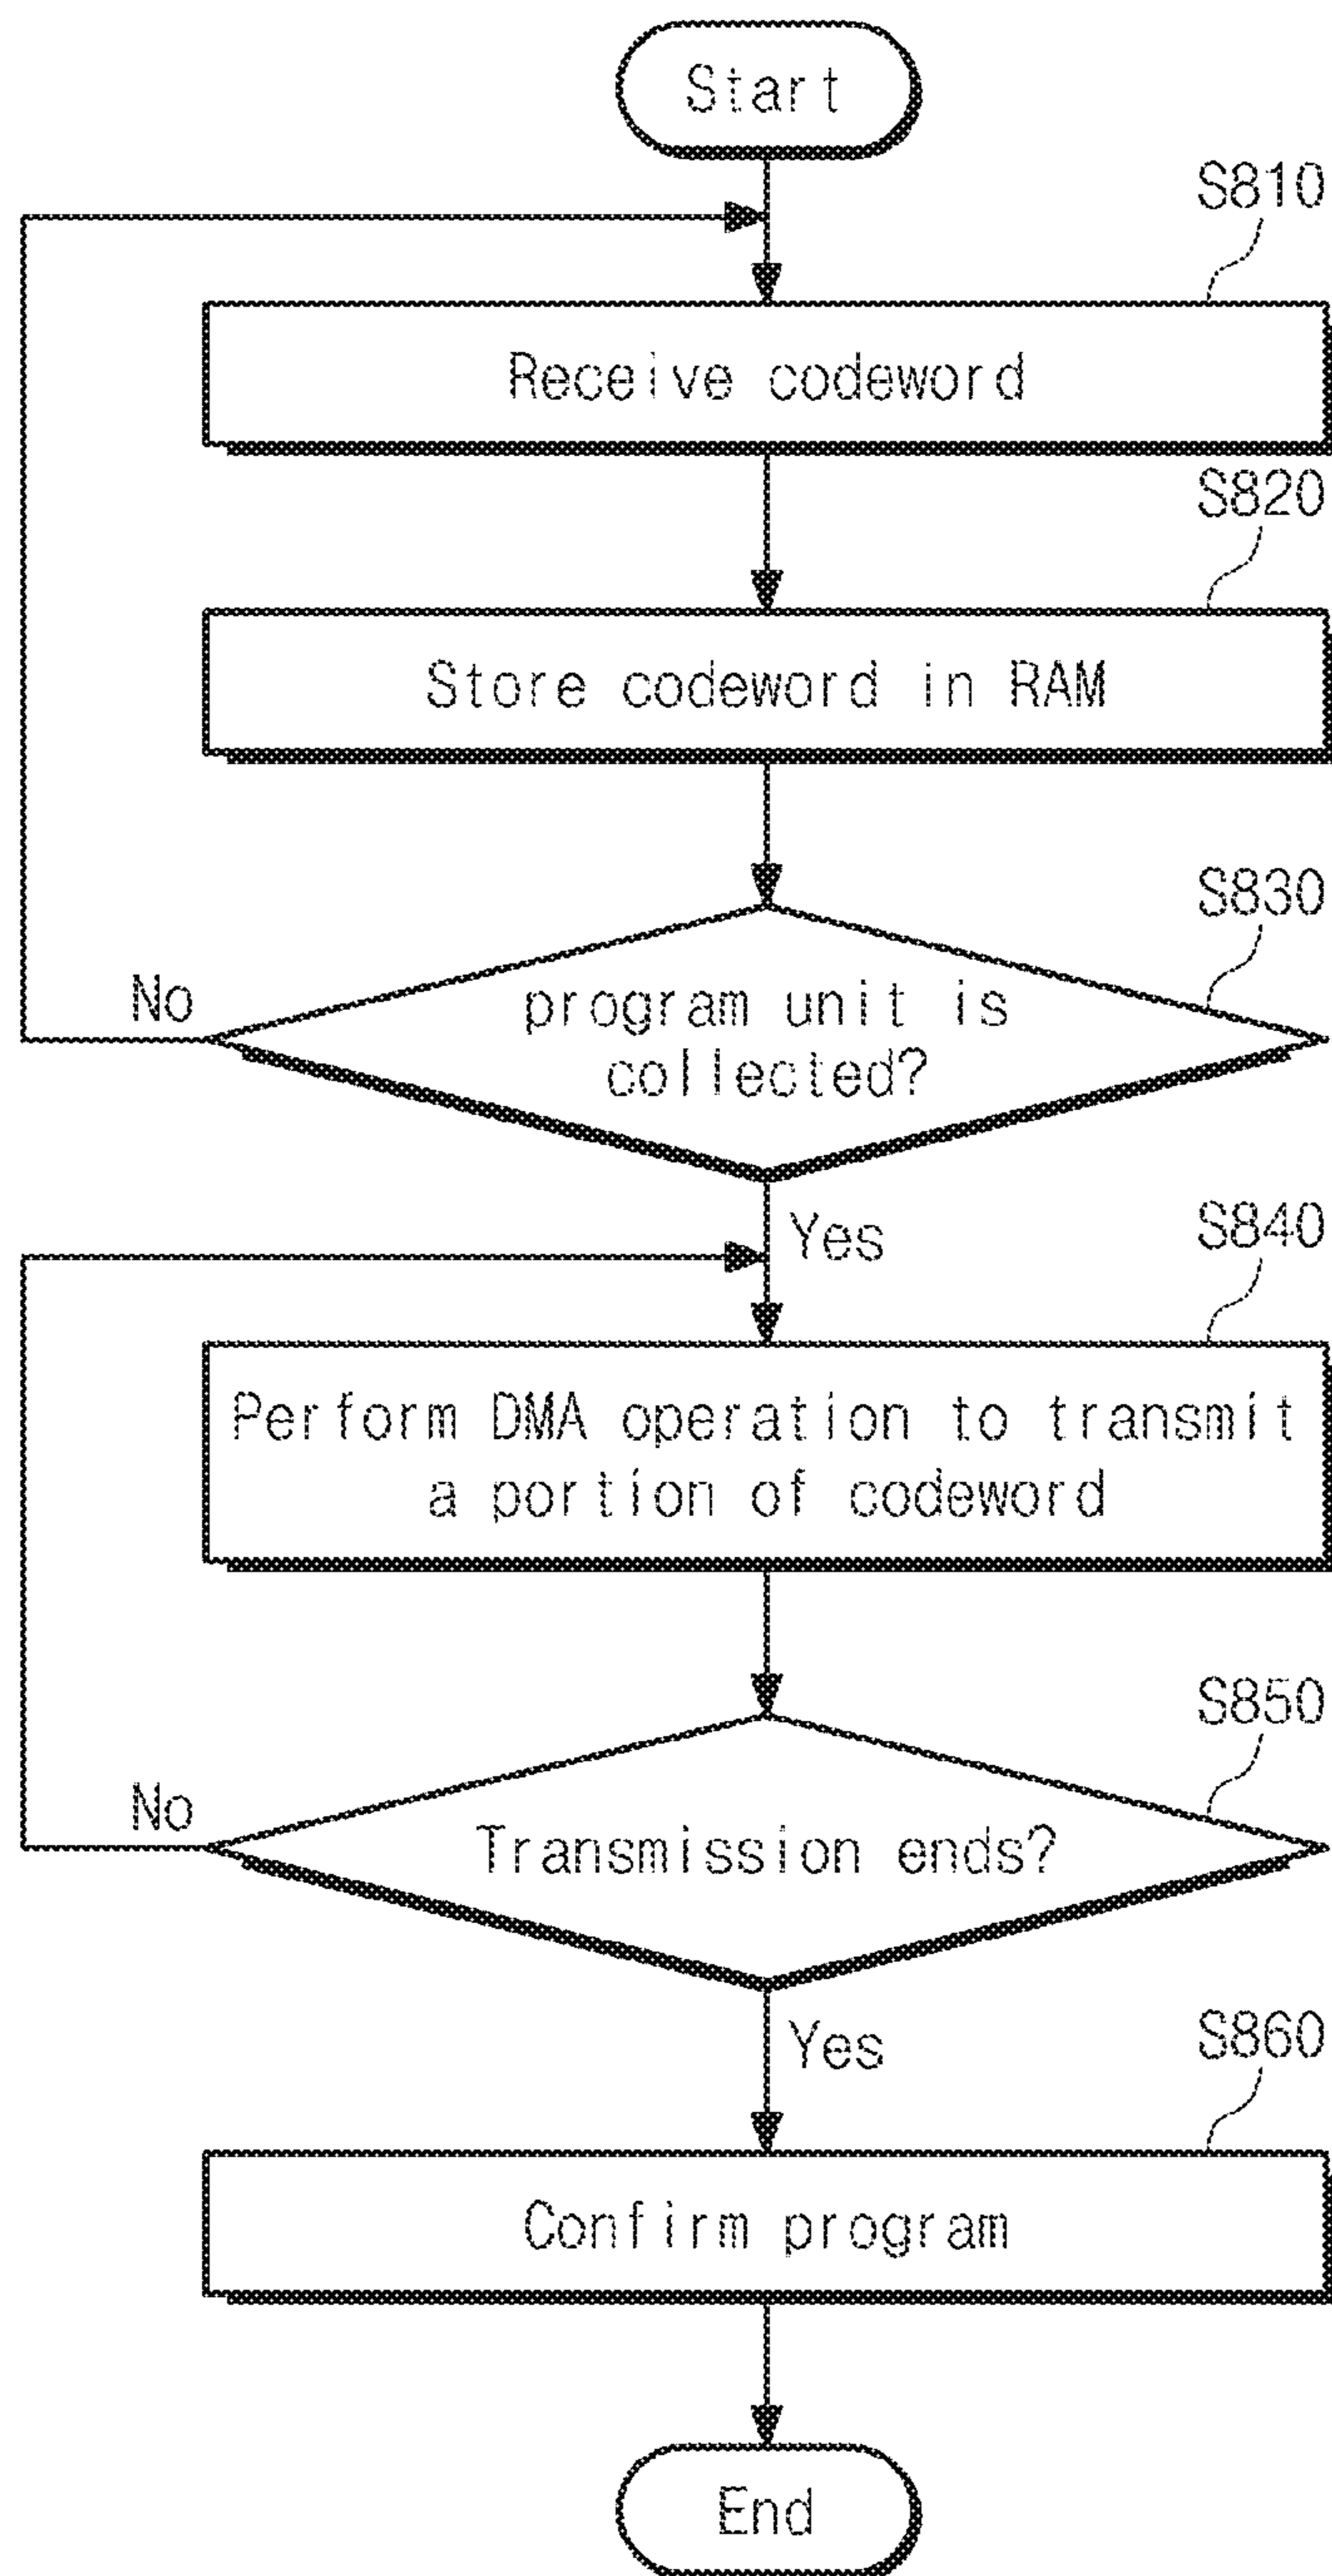 Start
S810
Receive codeword
S820
Store codeword in RAM
S830
No
program unit is
collected?
Yes
S840
Perform DMA operation to transmit
a portion of codeword
S850
No
Transmission ends?
Yes
S860
Confirm program
End